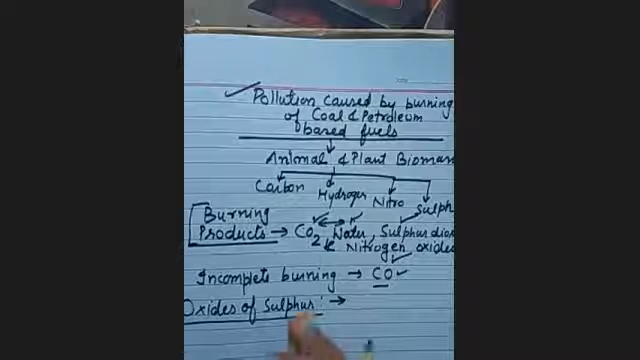 Pollution caused by burning
of Coal & Petroleum
based fuels
Animal & Plant Biomas
Carbon Hydrogen Nitro Sulph
Burning
Products → CO2 Water, Sulphur diox
Nitrogen oxides
Incomplete burning → CO
Oxides of Sulphur: →